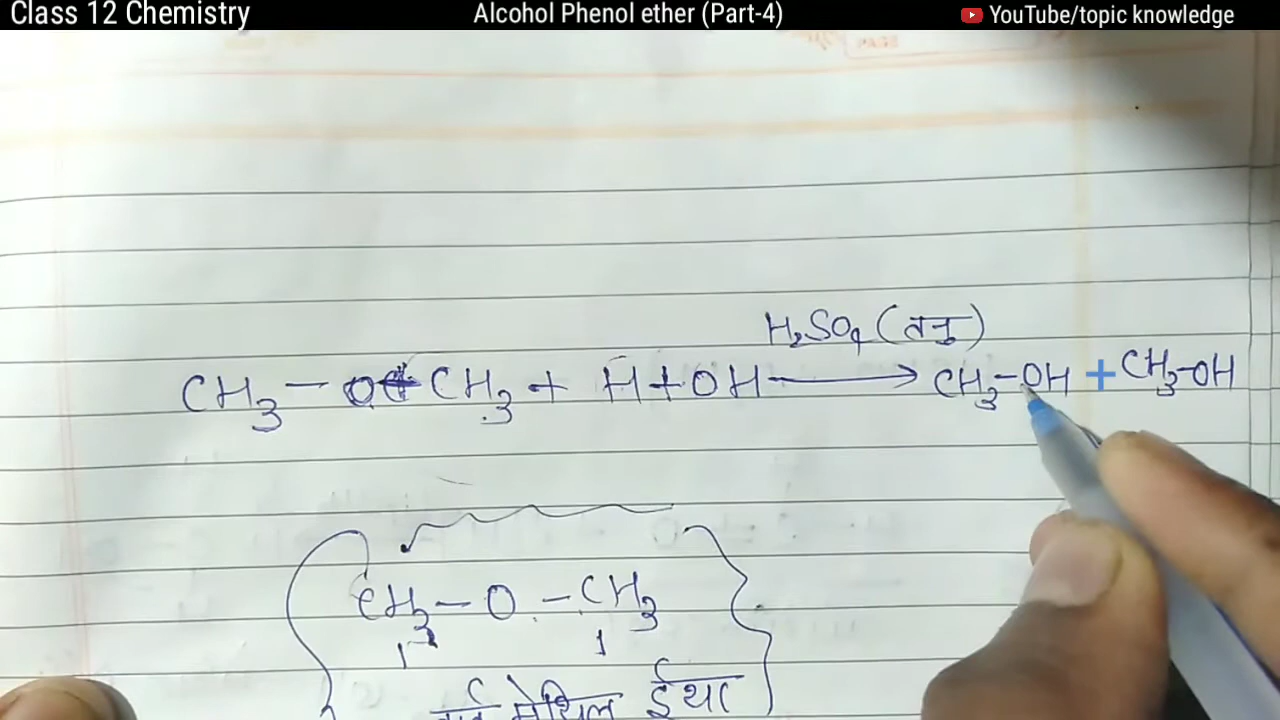 Class 12 Chemistry
Alcohol Phenol ether (Part-4)
YouTube/topic knowledge
PAGE
H₂SO₄ (तनु)
CH₃ — O CH₃ + H + OH ⟶ CH₃-OH + CH₃-OH
CH₃ — O — CH₃
मेथिल ईथर